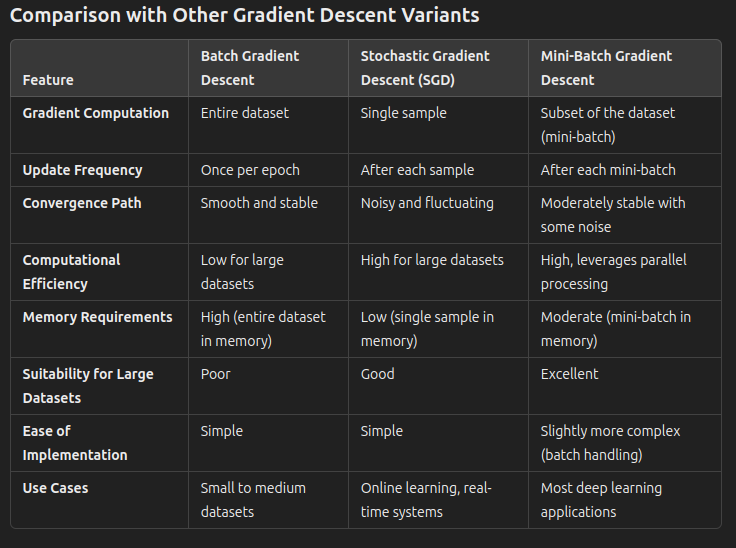 Comparison with Other Gradient Descent Variants
Feature
Batch Gradient
Descent
Stochastic Gradient
Descent (SGD)
Mini-Batch Gradient
Descent
Gradient Computation
Entire dataset
Single sample
Subset of the dataset
(mini-batch)
Update Frequency
Once per epoch
After each sample
After each mini-batch
Convergence Path
Smooth and stable
Noisy and fluctuating
Moderately stable with
some noise
Computational
Efficiency
Low for large
datasets
High for large datasets
High, leverages parallel
processing
Memory Requirements
High (entire dataset
in memory)
Low (single sample in
memory)
Moderate (mini-batch in
memory)
Suitability for Large
Datasets
Poor
Good
Excellent
Ease of
Implementation
Simple
Simple
Slightly more complex
(batch handling)
Use Cases
Small to medium
datasets
Online learning, real-
time systems
Most deep learning
applications